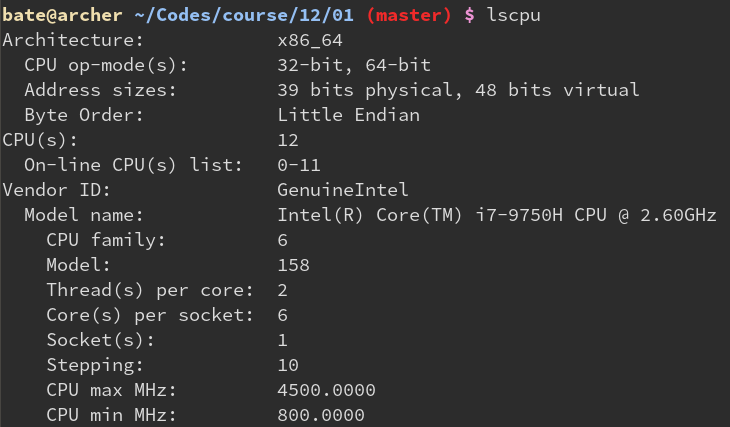 bate@archer ~/Codes/course/12/01 (master) $ lscpu
Architecture:            x86_64
  CPU op-mode(s):        32-bit, 64-bit
  Address sizes:         39 bits physical, 48 bits virtual
  Byte Order:            Little Endian
CPU(s):                  12
  On-line CPU(s) list:   0-11
Vendor ID:               GenuineIntel
  Model name:            Intel(R) Core(TM) i7-9750H CPU @ 2.60GHz
    CPU family:          6
    Model:               158
    Thread(s) per core:  2
    Core(s) per socket:  6
    Socket(s):           1
    Stepping:            10
    CPU max MHz:         4500.0000
    CPU min MHz:         800.0000